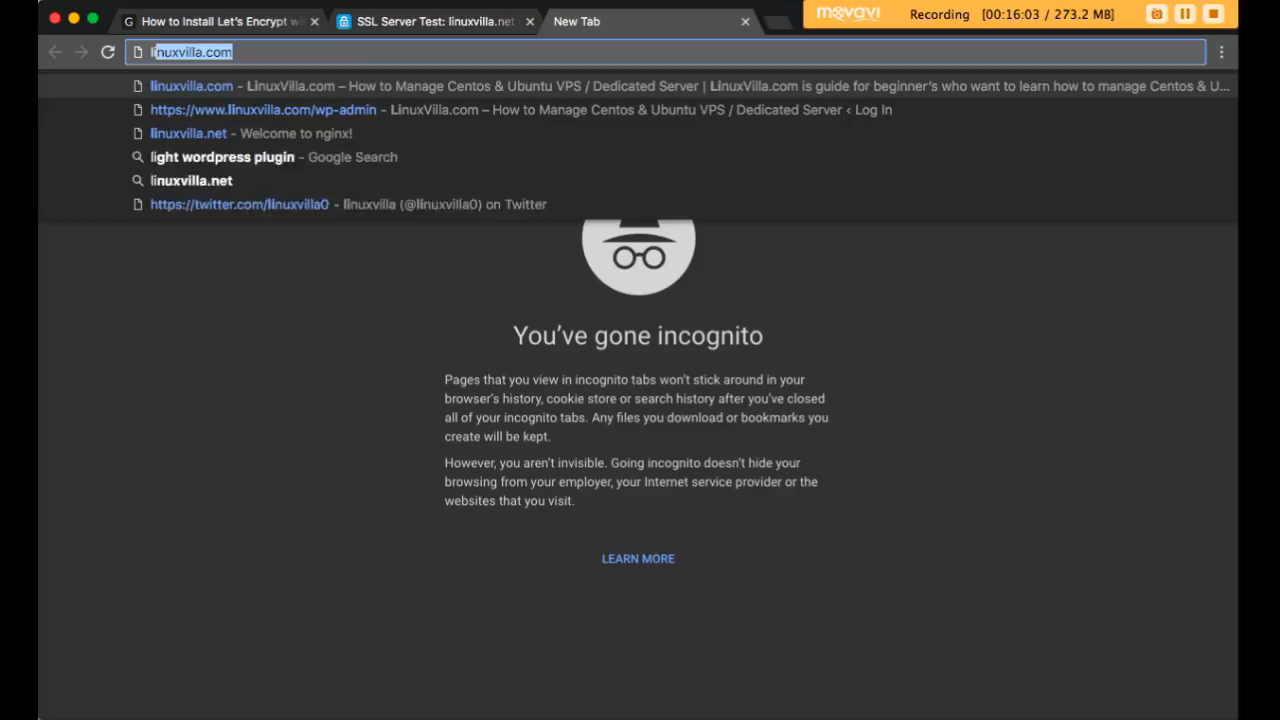 How to Install Let's Encrypt wi
SSL Server Test: linuxvilla.net
New Tab
movavi
Recording [00:16:03 / 273.2 MB]
linuxvilla.com
linuxvilla.com - LinuxVilla.com – How to Manage Centos & Ubuntu VPS / Dedicated Server | LinuxVilla.com is guide for beginner's who want to learn how to manage Centos & U...
https://www.linuxvilla.com/wp-admin - LinuxVilla.com – How to Manage Centos & Ubuntu VPS / Dedicated Server ‹ Log In
linuxvilla.net - Welcome to nginx!
light wordpress plugin - Google Search
linuxvilla.net
https://twitter.com/linuxvilla0 - linuxvilla (@linuxvilla0) on Twitter
You've gone incognito
Pages that you view in incognito tabs won't stick around in your
browser's history, cookie store or search history after you've closed
all of your incognito tabs. Any files you download or bookmarks you
create will be kept.
However, you aren't invisible. Going incognito doesn't hide your
browsing from your employer, your Internet service provider or the
websites that you visit.
LEARN MORE